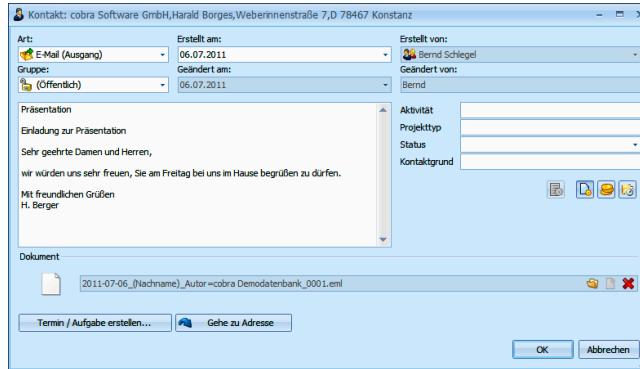 Kontakt: cobra Software GmbH,Harald Borges,Weberinnenstraße 7,D 78467 Konstanz
Art:
Erstellt am:
Erstellt von:
E-Mail (Ausgang)
06.07.2011
Bernd Schlegel
Gruppe:
Geändert am:
Geändert von:
(Öffentlich)
06.07.2011
Bernd
Präsentation
Einladung zur Präsentation
Sehr geehrte Damen und Herren,
wir würden uns sehr freuen, Sie am Freitag bei uns im Hause begrüßen zu dürfen.
Mit freundlichen Grüßen
H. Berger
Aktivität
Projekttyp
Status
Kontaktgrund
Dokument
2011-07-06_(Nachname)_Autor=cobra Demodatenbank_0001.eml
Termin / Aufgabe erstellen...
Gehe zu Adresse
OK
Abbrechen